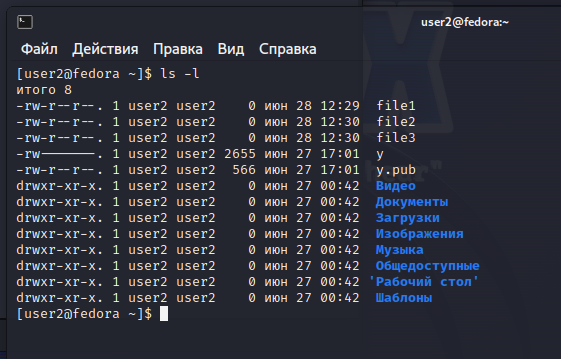 user2@fedora:~
Файл Действия Правка Вид Справка
[user2@fedora ~]$ ls -l
итого 8
-rw-r--r--. 1 user2 user2    0 июн 28 12:29  file1
-rw-r--r--. 1 user2 user2    0 июн 28 12:30  file2
-rw-r--r--. 1 user2 user2    0 июн 28 12:30  file3
-rw-------. 1 user2 user2 2655 июн 27 17:01  y
-rw-r--r--. 1 user2 user2  566 июн 27 17:01  y.pub
drwxr-xr-x. 1 user2 user2    0 июн 27 00:42  Видео
drwxr-xr-x. 1 user2 user2    0 июн 27 00:42  Документы
drwxr-xr-x. 1 user2 user2    0 июн 27 00:42  Загрузки
drwxr-xr-x. 1 user2 user2    0 июн 27 00:42  Изображения
drwxr-xr-x. 1 user2 user2    0 июн 27 00:42  Музыка
drwxr-xr-x. 1 user2 user2    0 июн 27 00:42  Общедоступные
drwxr-xr-x. 1 user2 user2    0 июн 27 00:42 'Рабочий стол'
drwxr-xr-x. 1 user2 user2    0 июн 27 00:42  Шаблоны
[user2@fedora ~]$